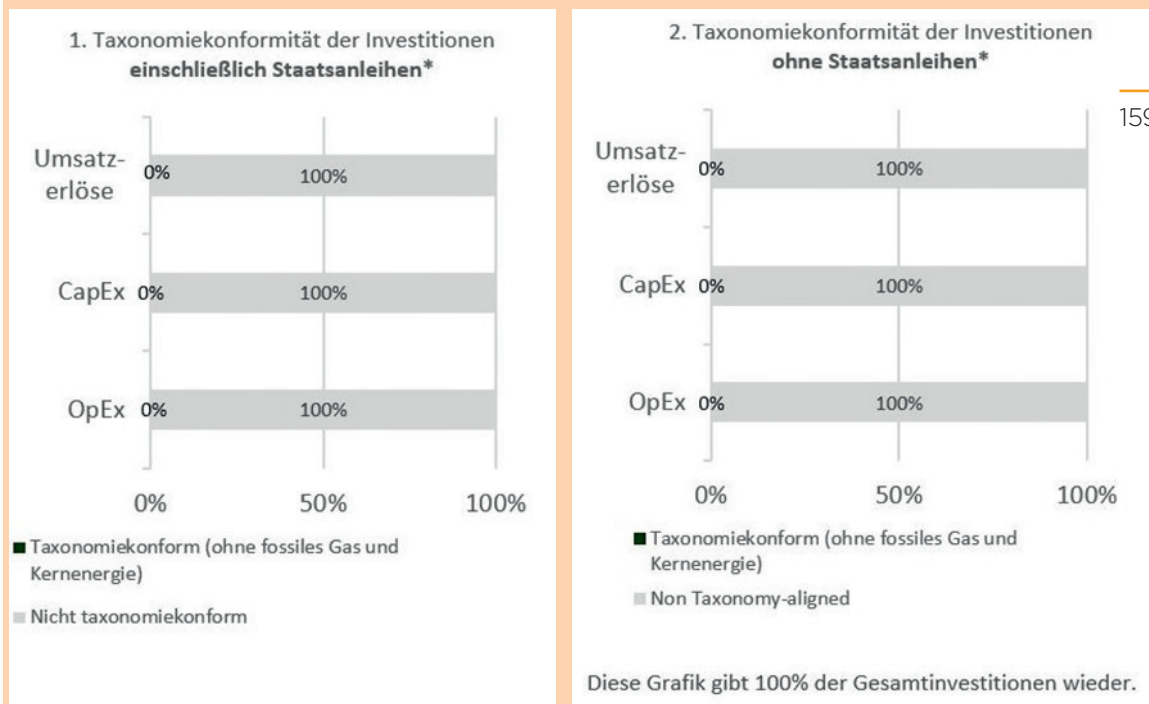 1. Taxonomiekonformität der Investitionen
einschließlich Staatsanleihen*
Umsatz-
erlöse
0%
100%
CapEx
0%
100%
OpEx
0%
100%
0%
50%
100%
Taxonomiekonform (ohne fossiles Gas und
Kernenergie)
Nicht taxonomiekonform
2. Taxonomiekonformität der Investitionen
ohne Staatsanleihen*
Umsatz-
erlöse
0%
100%
CapEx
0%
100%
OpEx
0%
100%
0%
50%
100%
Taxonomiekonform (ohne fossiles Gas und
Kernenergie)
Non Taxonomy-aligned
Diese Grafik gibt 100% der Gesamtinvestitionen wieder.
159